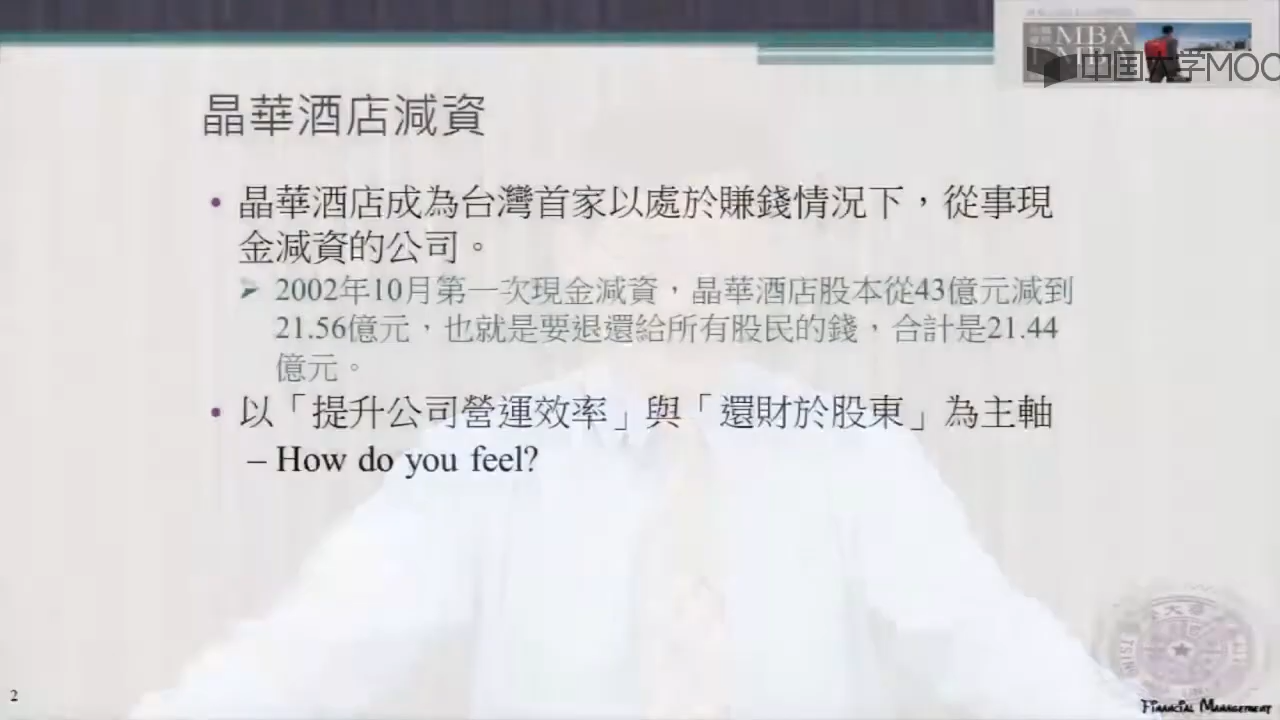 MBA
中国大学MOO
晶華酒店減資
• 晶華酒店成為台灣首家以處於賺錢情況下，從事現
金減資的公司。
➢ 2002年10月第一次現金減資，晶華酒店股本從43億元減到
21.56億元，也就是要退還給所有股民的錢，合計是21.44
億元。
• 以「提升公司營運效率」與「還財於股東」為主軸
– How do you feel?
2
FINANCIAL MANAGEMENT